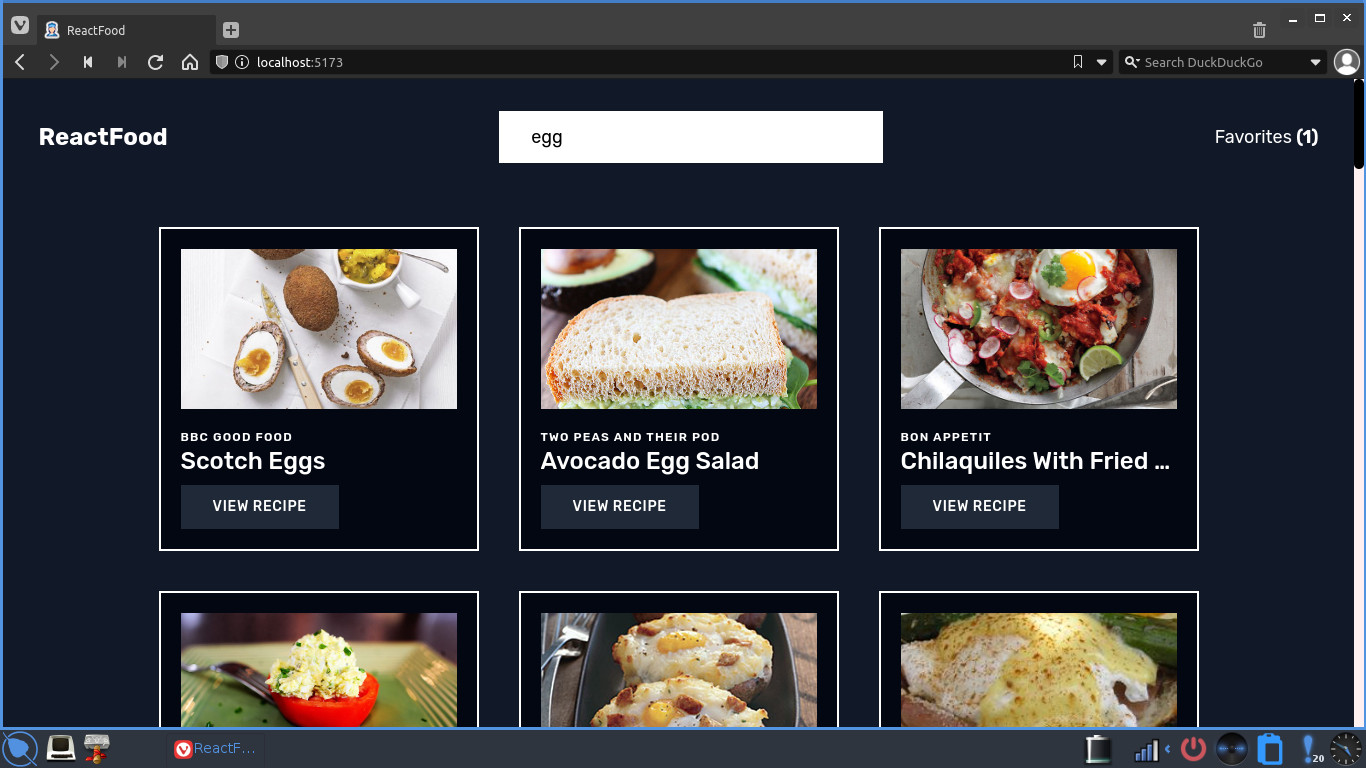 ReactFood
localhost:5173
Search DuckDuckGo
ReactFood
egg
Favorites (1)
BBC GOOD FOOD
Scotch Eggs
VIEW RECIPE
TWO PEAS AND THEIR POD
Avocado Egg Salad
VIEW RECIPE
BON APPETIT
Chilaquiles With Fried ...
VIEW RECIPE
ReactF...
20